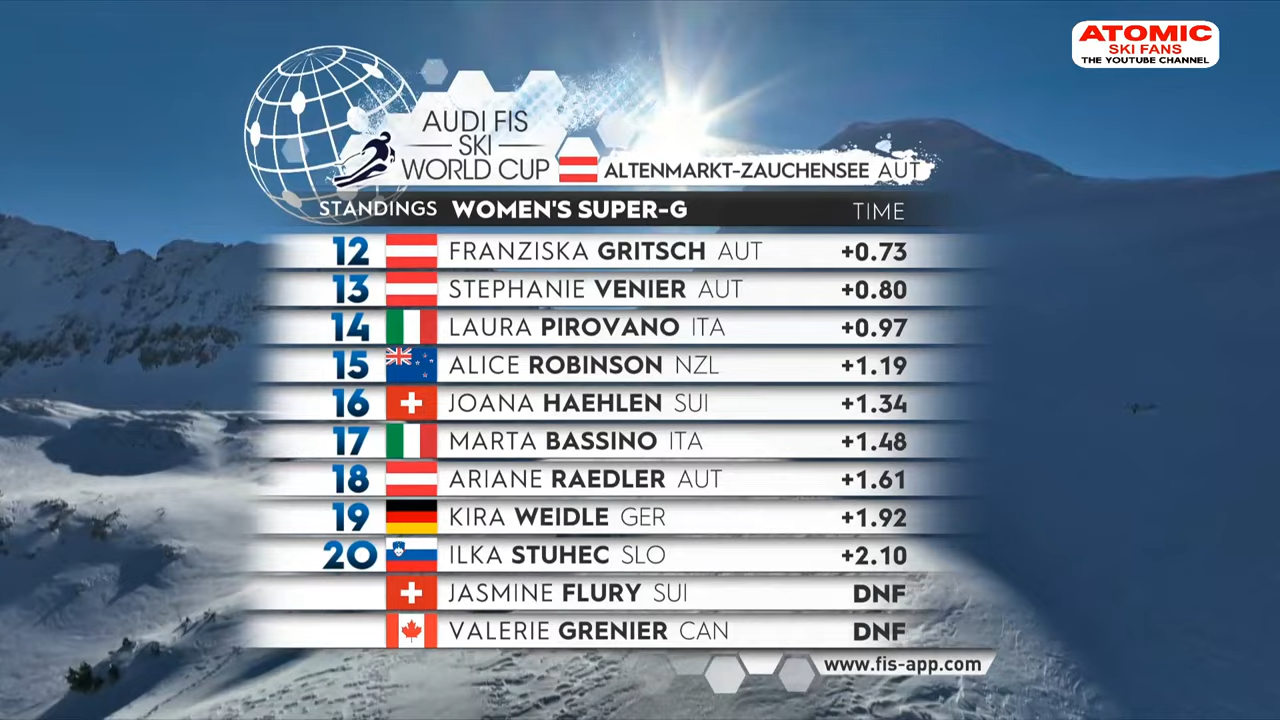 ATOMIC
SKI FANS
THE YOUTUBE CHANNEL
AUDI FIS
SKI
WORLD CUP
ALTENMARKT-ZAUCHENSEE AUT
STANDINGS WOMEN'S SUPER-G TIME
12 FRANZISKA GRITSCH AUT +0.73
13 STEPHANIE VENIER AUT +0.80
14 LAURA PIROVANO ITA +0.97
15 ALICE ROBINSON NZL +1.19
16 JOANA HAEHLEN SUI +1.34
17 MARTA BASSINO ITA +1.48
18 ARIANE RAEDLER AUT +1.61
19 KIRA WEIDLE GER +1.92
20 ILKA STUHEC SLO +2.10
JASMINE FLURY SUI DNF
VALERIE GRENIER CAN DNF
www.fis-app.com